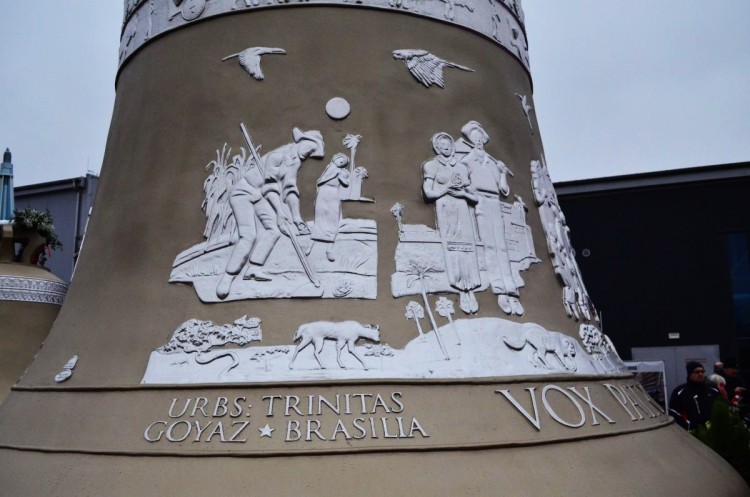 URBS: TRINITAS
GOYAZ ★ BRASILIA
VOX